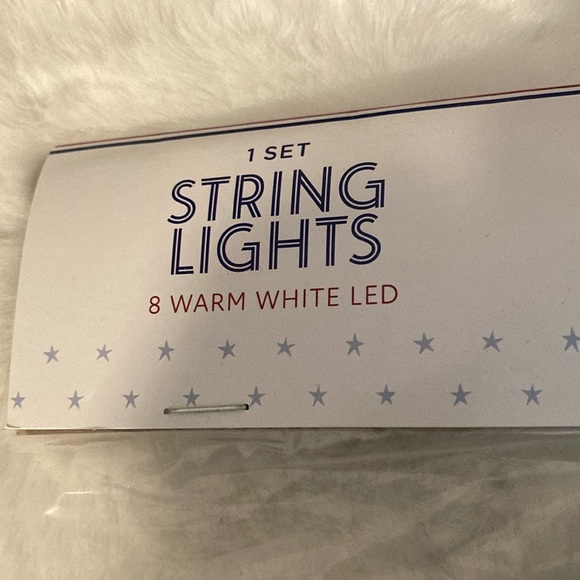 1 SET
STRING
LIGHTS
8 WARM WHITE LED